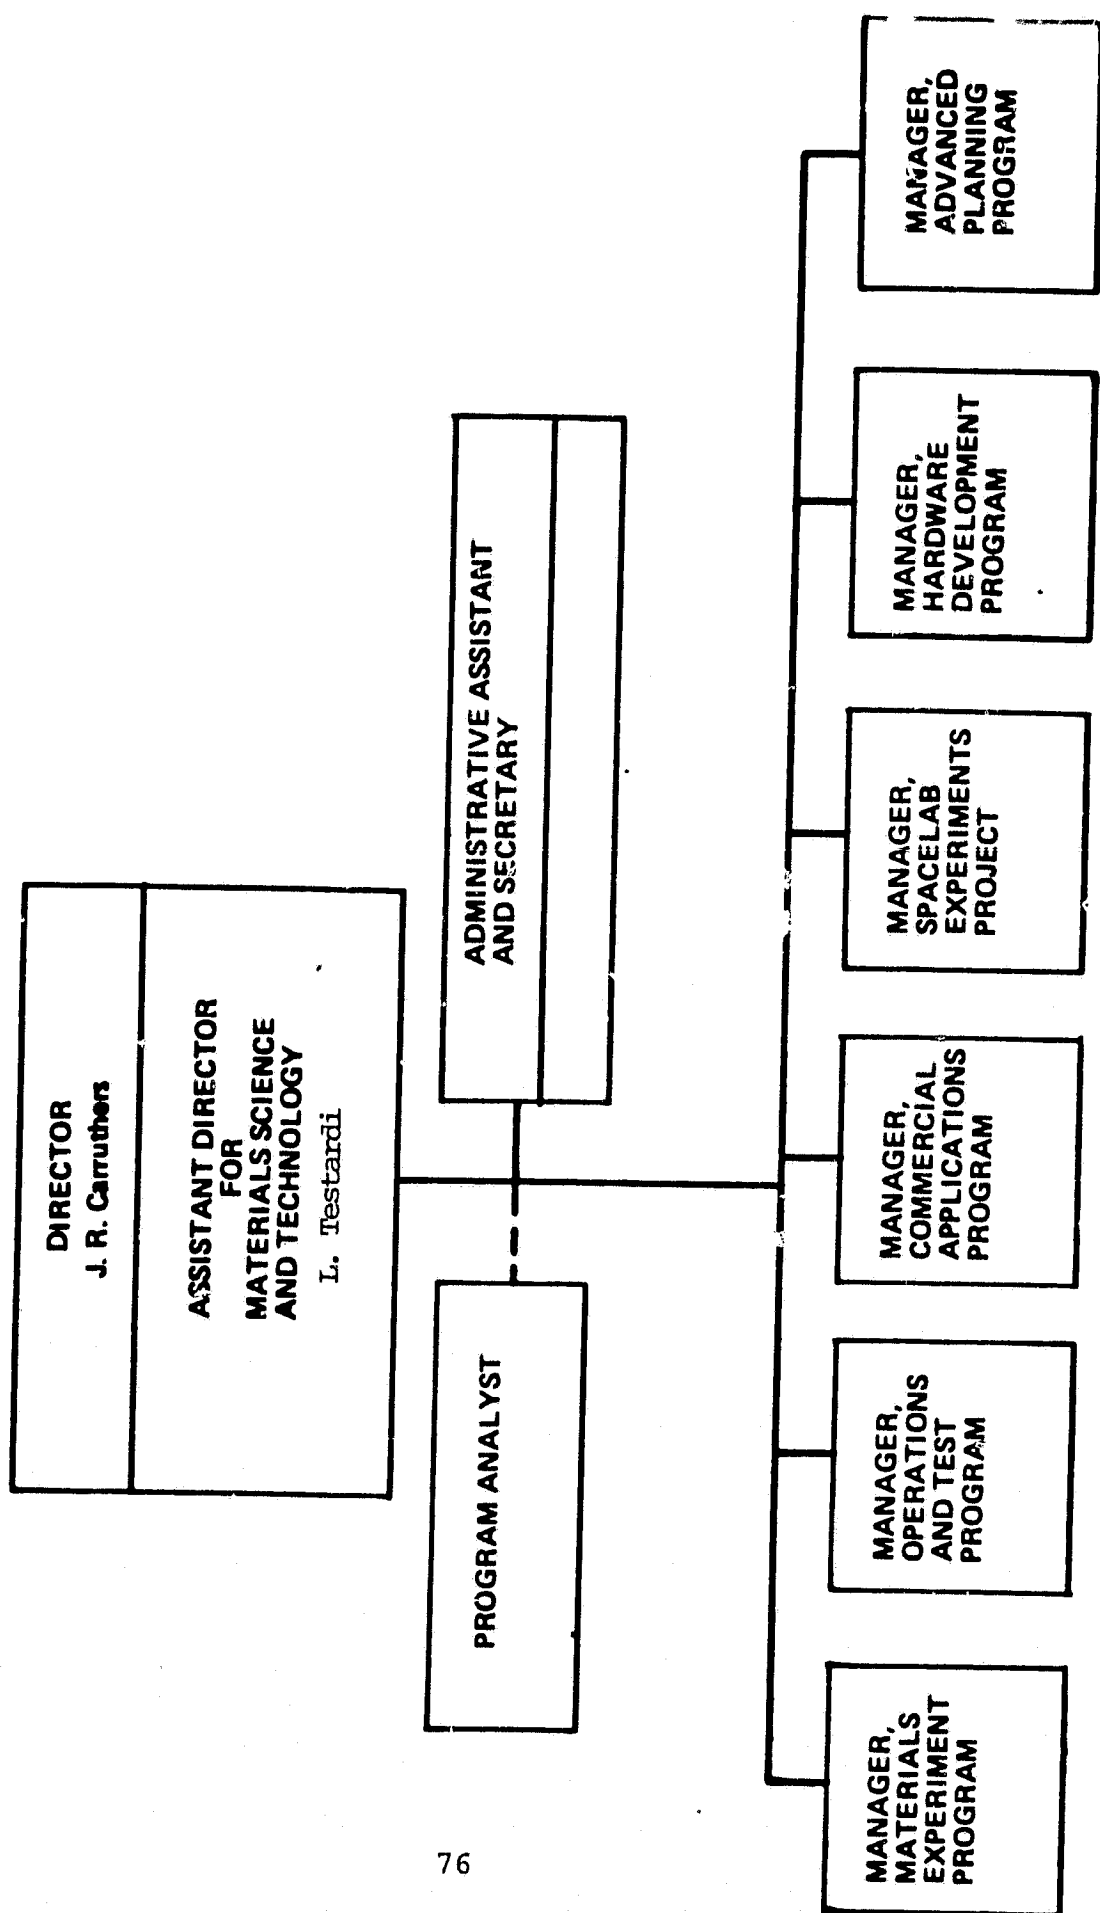 DIRECTOR
J. R. Carruthers
ASSISTANT DIRECTOR
FOR
MATERIALS SCIENCE
AND TECHNOLOGY
L. Testardi
PROGRAM ANALYST
ADMINISTRATIVE ASSISTANT
AND SECRETARY
MANAGER,
MATERIALS
EXPERIMENT
PROGRAM
MANAGER,
OPERATIONS
AND TEST
PROGRAM
MANAGER,
COMMERCIAL
APPLICATIONS
PROGRAM
MANAGER,
SPACELAB
EXPERIMENTS
PROJECT
MANAGER,
HARDWARE
DEVELOPMENT
PROGRAM
MANAGER,
ADVANCED
PLANNING
PROGRAM
76